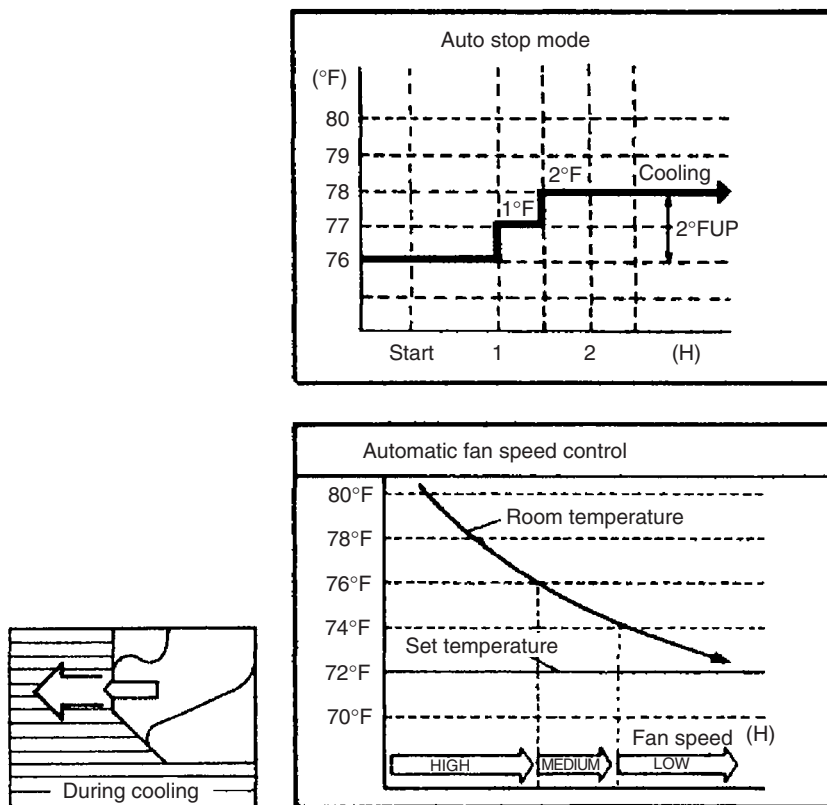 Auto stop mode
(°F)
80
79
2°F Cooling
78
1°F
77 2°FUP
76
Start 1 2 (H)
Automatic fan speed control
80°F
Room temperature
78°F
76°F
74°F
Set temperature
72°F
70°F
Fan speed (H)
HIGH MEDIUM LOW
During cooling